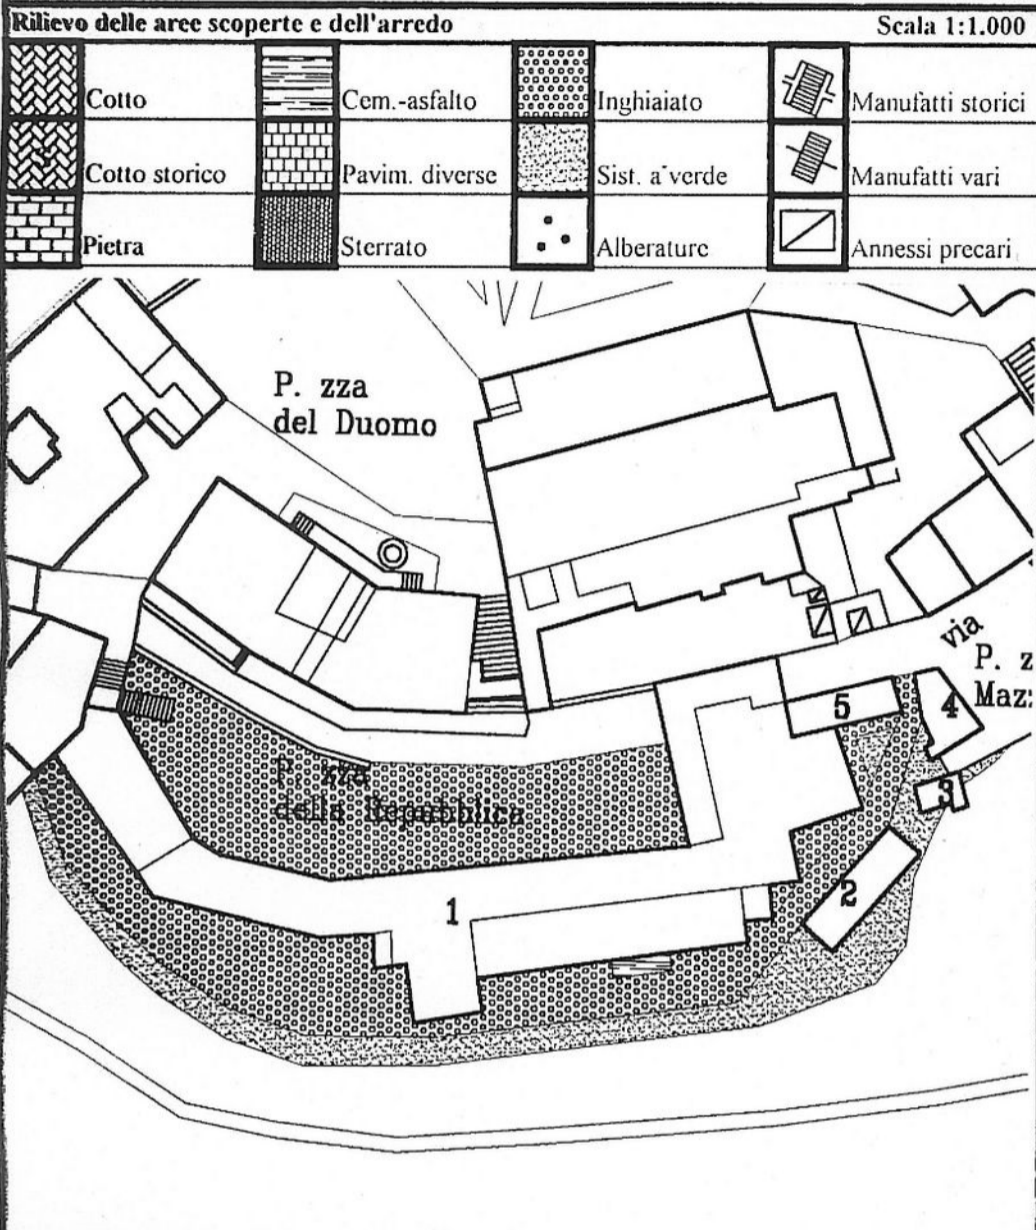 Rilievo delle aree scoperte e dell'arredo Scala 1:1.000
Cotto Cem.-asfalto Inghiaiato Manufatti storici
Cotto storico Pavim. diverse Sist. a verde Manufatti vari
Pietra Sterrato Alberature Annessi precari
P. zza
del Duomo
via
P. z
Maz
5
4
P. zza
della Repubblica
3
2
1